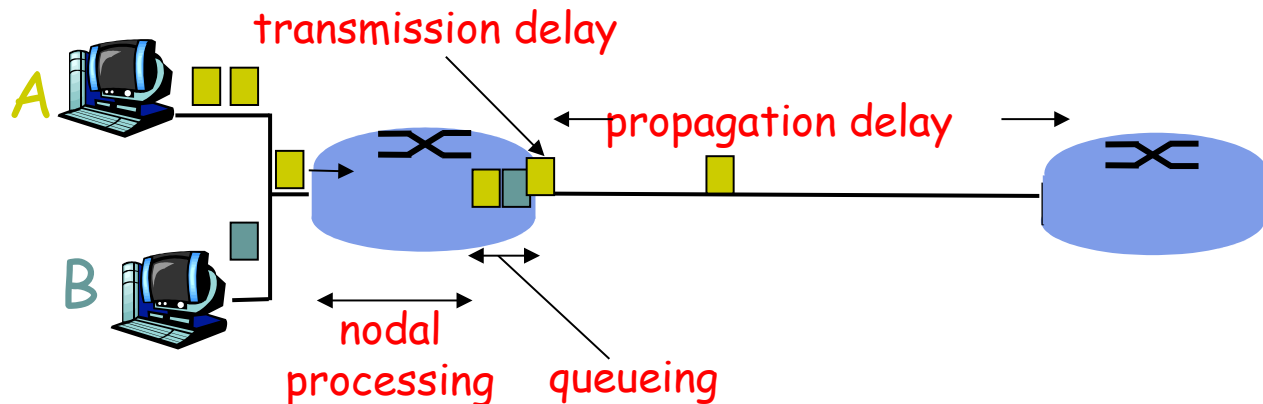 transmission delay
A
propagation delay
B
nodal
processing
queueing